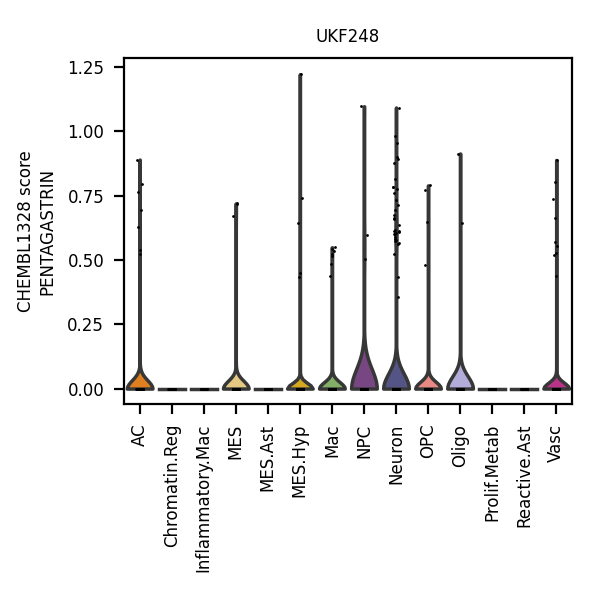 UKF248
CHEMBL1328 score
PENTAGASTRIN
1.25
1.00
0.75
0.50
0.25
0.00
AC
Chromatin.Reg
Inflammatory.Mac
MES
MES.Ast
MES.Hyp
Mac
NPC
Neuron
OPC
Oligo
Prolif.Metab
Reactive.Ast
Vasc